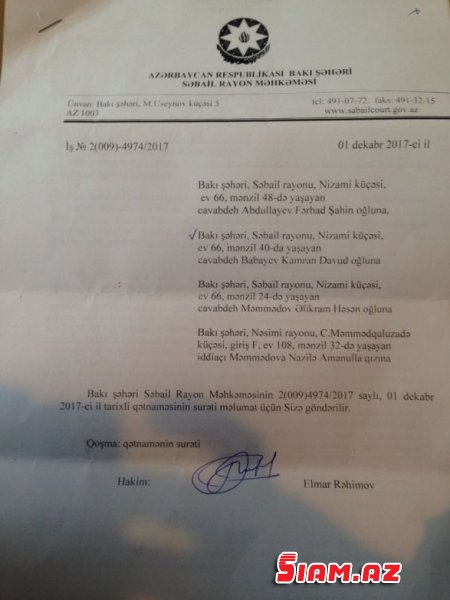 AZƏRBAYCAN RESPUBLİKASI BAKI ŞƏHƏRİ
SƏBAİL RAYON MƏHKƏMƏSİ
Ünvan: Bakı şəhəri, M.Useynov küçəsi 5
AZ 1003
tel: 491-07-72: faks: 491-32-15
www.sabailcourt.gov.az
İş № 2(009)-4974/2017
01 dekabr 2017-ci il
Bakı şəhəri, Səbail rayonu, Nizami küçəsi,
ev 66, mənzil 48-də yaşayan
cavabdeh Abdullayev Fərhad Şahin oğluna,
Bakı şəhəri, Səbail rayonu, Nizami küçəsi,
ev 66, mənzil 40-da yaşayan
cavabdeh Babayev Kamran Davud oğluna
Bakı şəhəri, Səbail rayonu, Nizami küçəsi,
ev 66, mənzil 24-də yaşayan
cavabdeh Məmmədov Əlikram Həsən oğluna
Bakı şəhəri, Nəsimi rayonu, C.Məmmədquluzadə
küçəsi, giriş F, ev 108, mənzil 32-də yaşayan
iddiaçı Məmmədova Nazilə Amanulla qızına
Bakı şəhəri Səbail Rayon Məhkəməsinin 2(009)4974/2017 saylı, 01 dekabr
2017-ci il tarixli qətnaməsinin surəti məlumat üçün Sizə göndərilir.
Qoşma: qətnamənin surəti
Hakim:
Elmar Rəhimov
SIAM.AZ